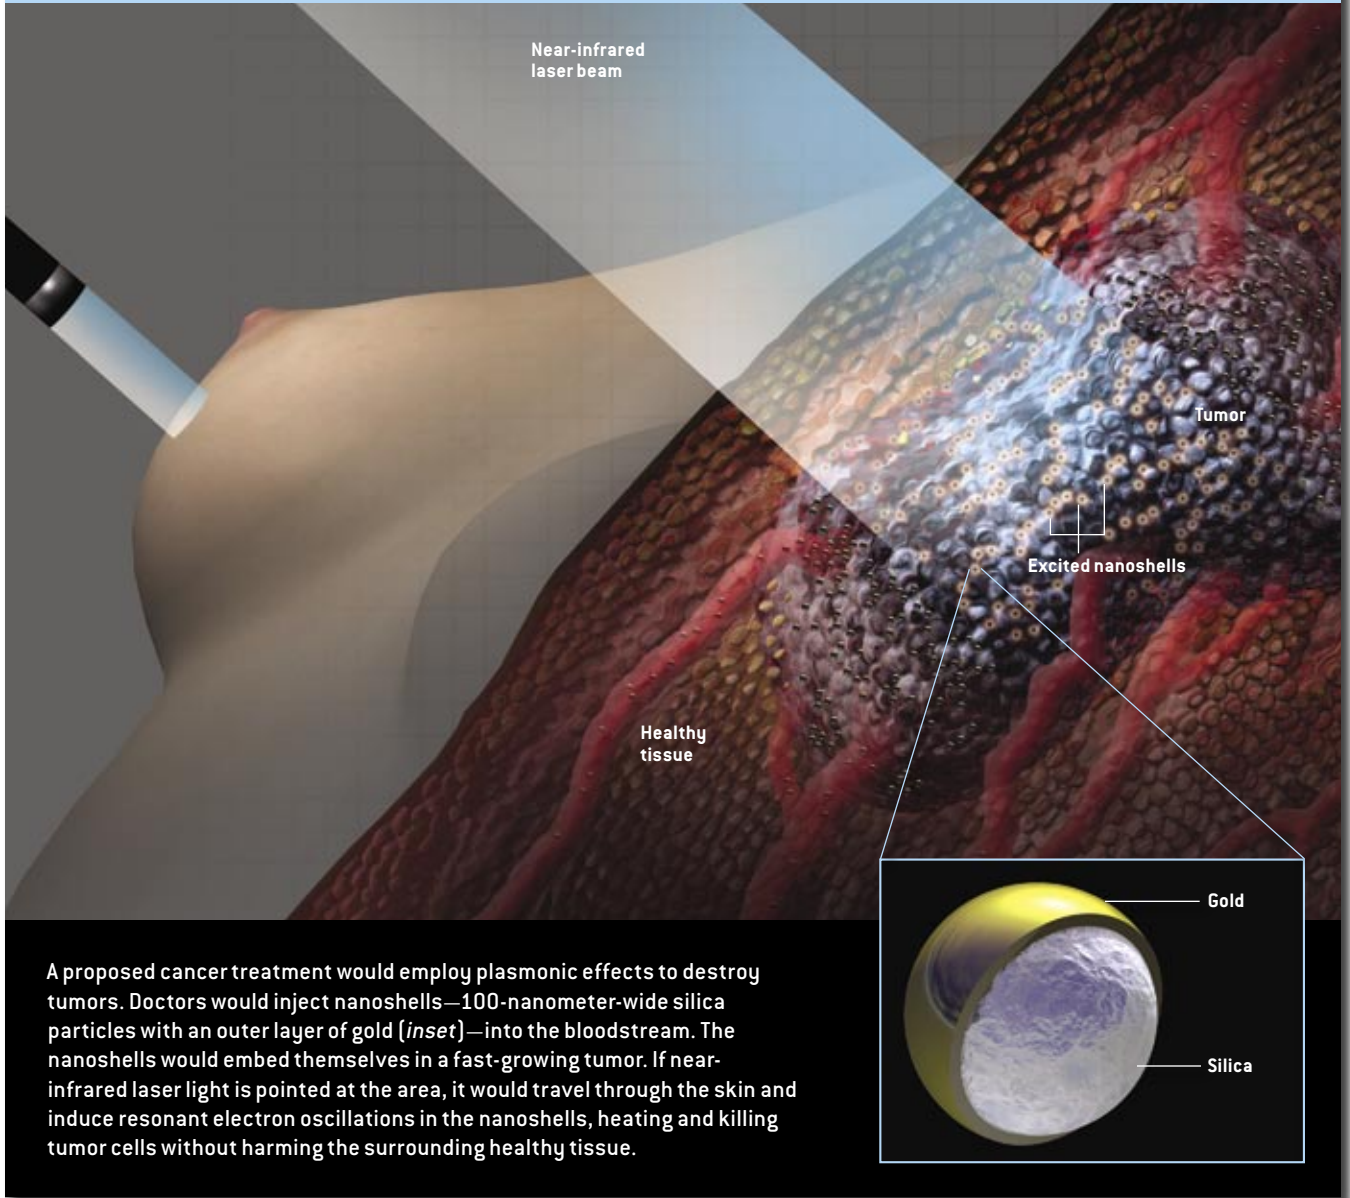 Near-infrared
laser beam
Tumor
Excited nanoshells
Healthy
tissue
Gold
Silica
A proposed cancer treatment would employ plasmonic effects to destroy
tumors. Doctors would inject nanoshells—100-nanometer-wide silica
particles with an outer layer of gold (inset)—into the bloodstream. The
nanoshells would embed themselves in a fast-growing tumor. If near-
infrared laser light is pointed at the area, it would travel through the skin and
induce resonant electron oscillations in the nanoshells, heating and killing
tumor cells without harming the surrounding healthy tissue.